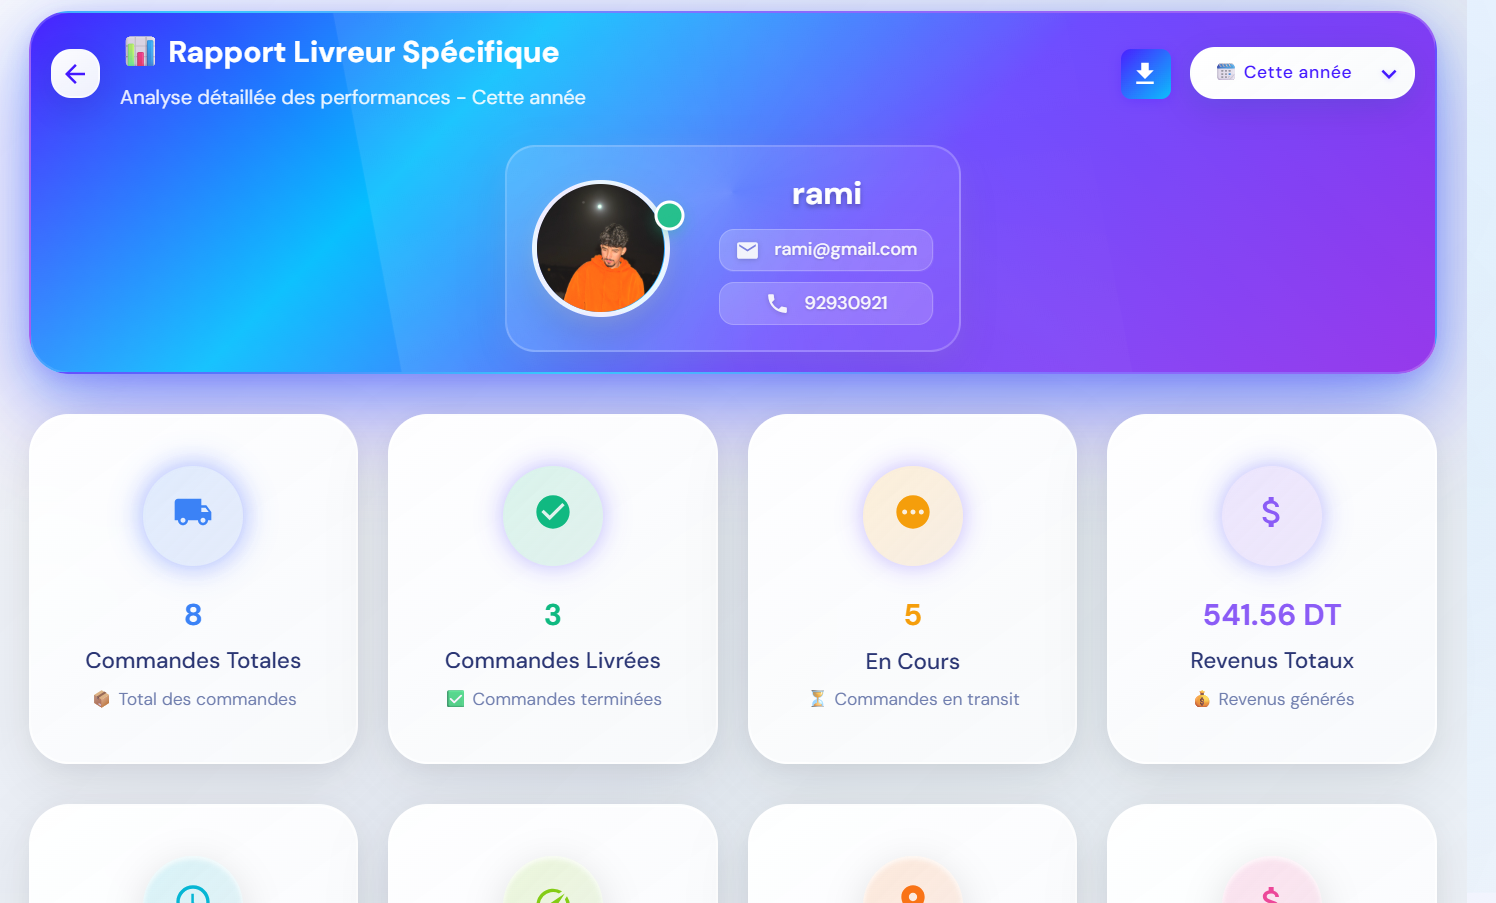 Rapport Livreur Spécifique
Analyse détaillée des performances - Cette année
Cette année
rami
rami@gmail.com
92930921
8
Commandes Totales
Total des commandes
3
Commandes Livrées
Commandes terminées
5
En Cours
Commandes en transit
$
541.56 DT
Revenus Totaux
Revenus générés